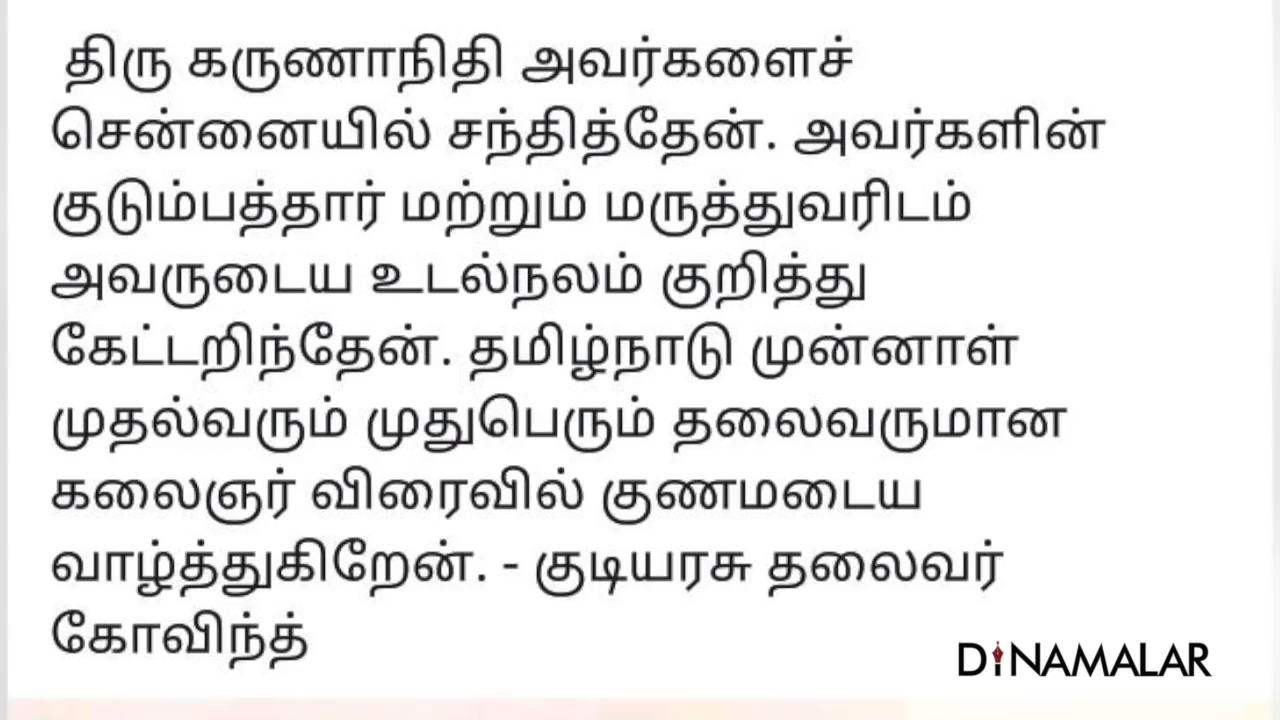 திரு கருணாநிதி அவர்களைச்
சென்னையில் சந்தித்தேன். அவர்களின்
குடும்பத்தார் மற்றும் மருத்துவரிடம்
அவருடைய உடல்நலம் குறித்து
கேட்டறிந்தேன். தமிழ்நாடு முன்னாள்
முதல்வரும் முதுபெரும் தலைவருமான
கலைஞர் விரைவில் குணமடைய
வாழ்த்துகிறேன். - குடியரசு தலைவர்
கோவிந்த்
DiNAMALAR